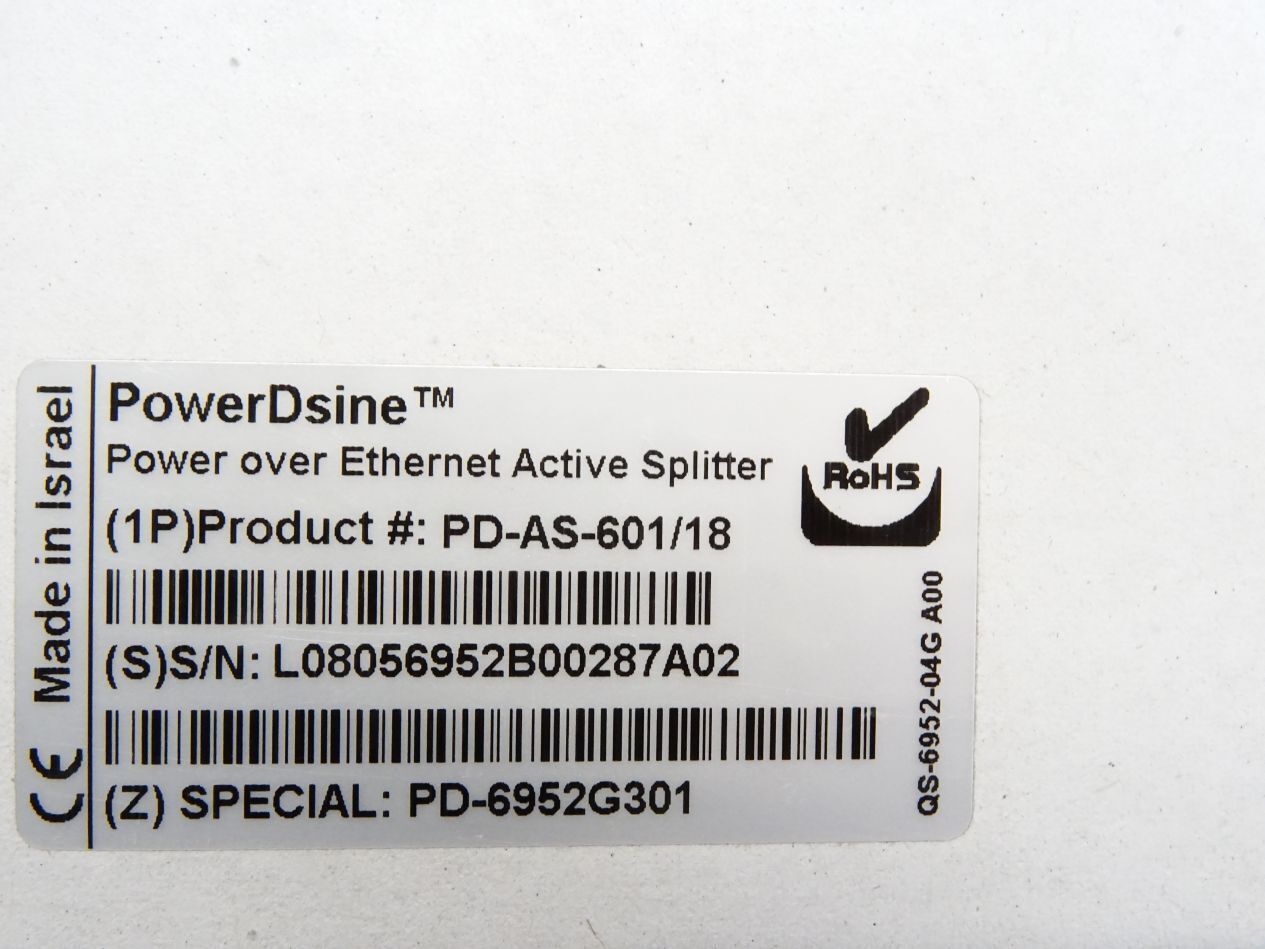 PowerDsine™
Power over Ethernet Active Splitter
(1P)Product #: PD-AS-601/18
(S)S/N: L08056952B00287A02
(Z) SPECIAL: PD-6952G301
Made in Israel
CE
RoHS
QS-6952-04G A00